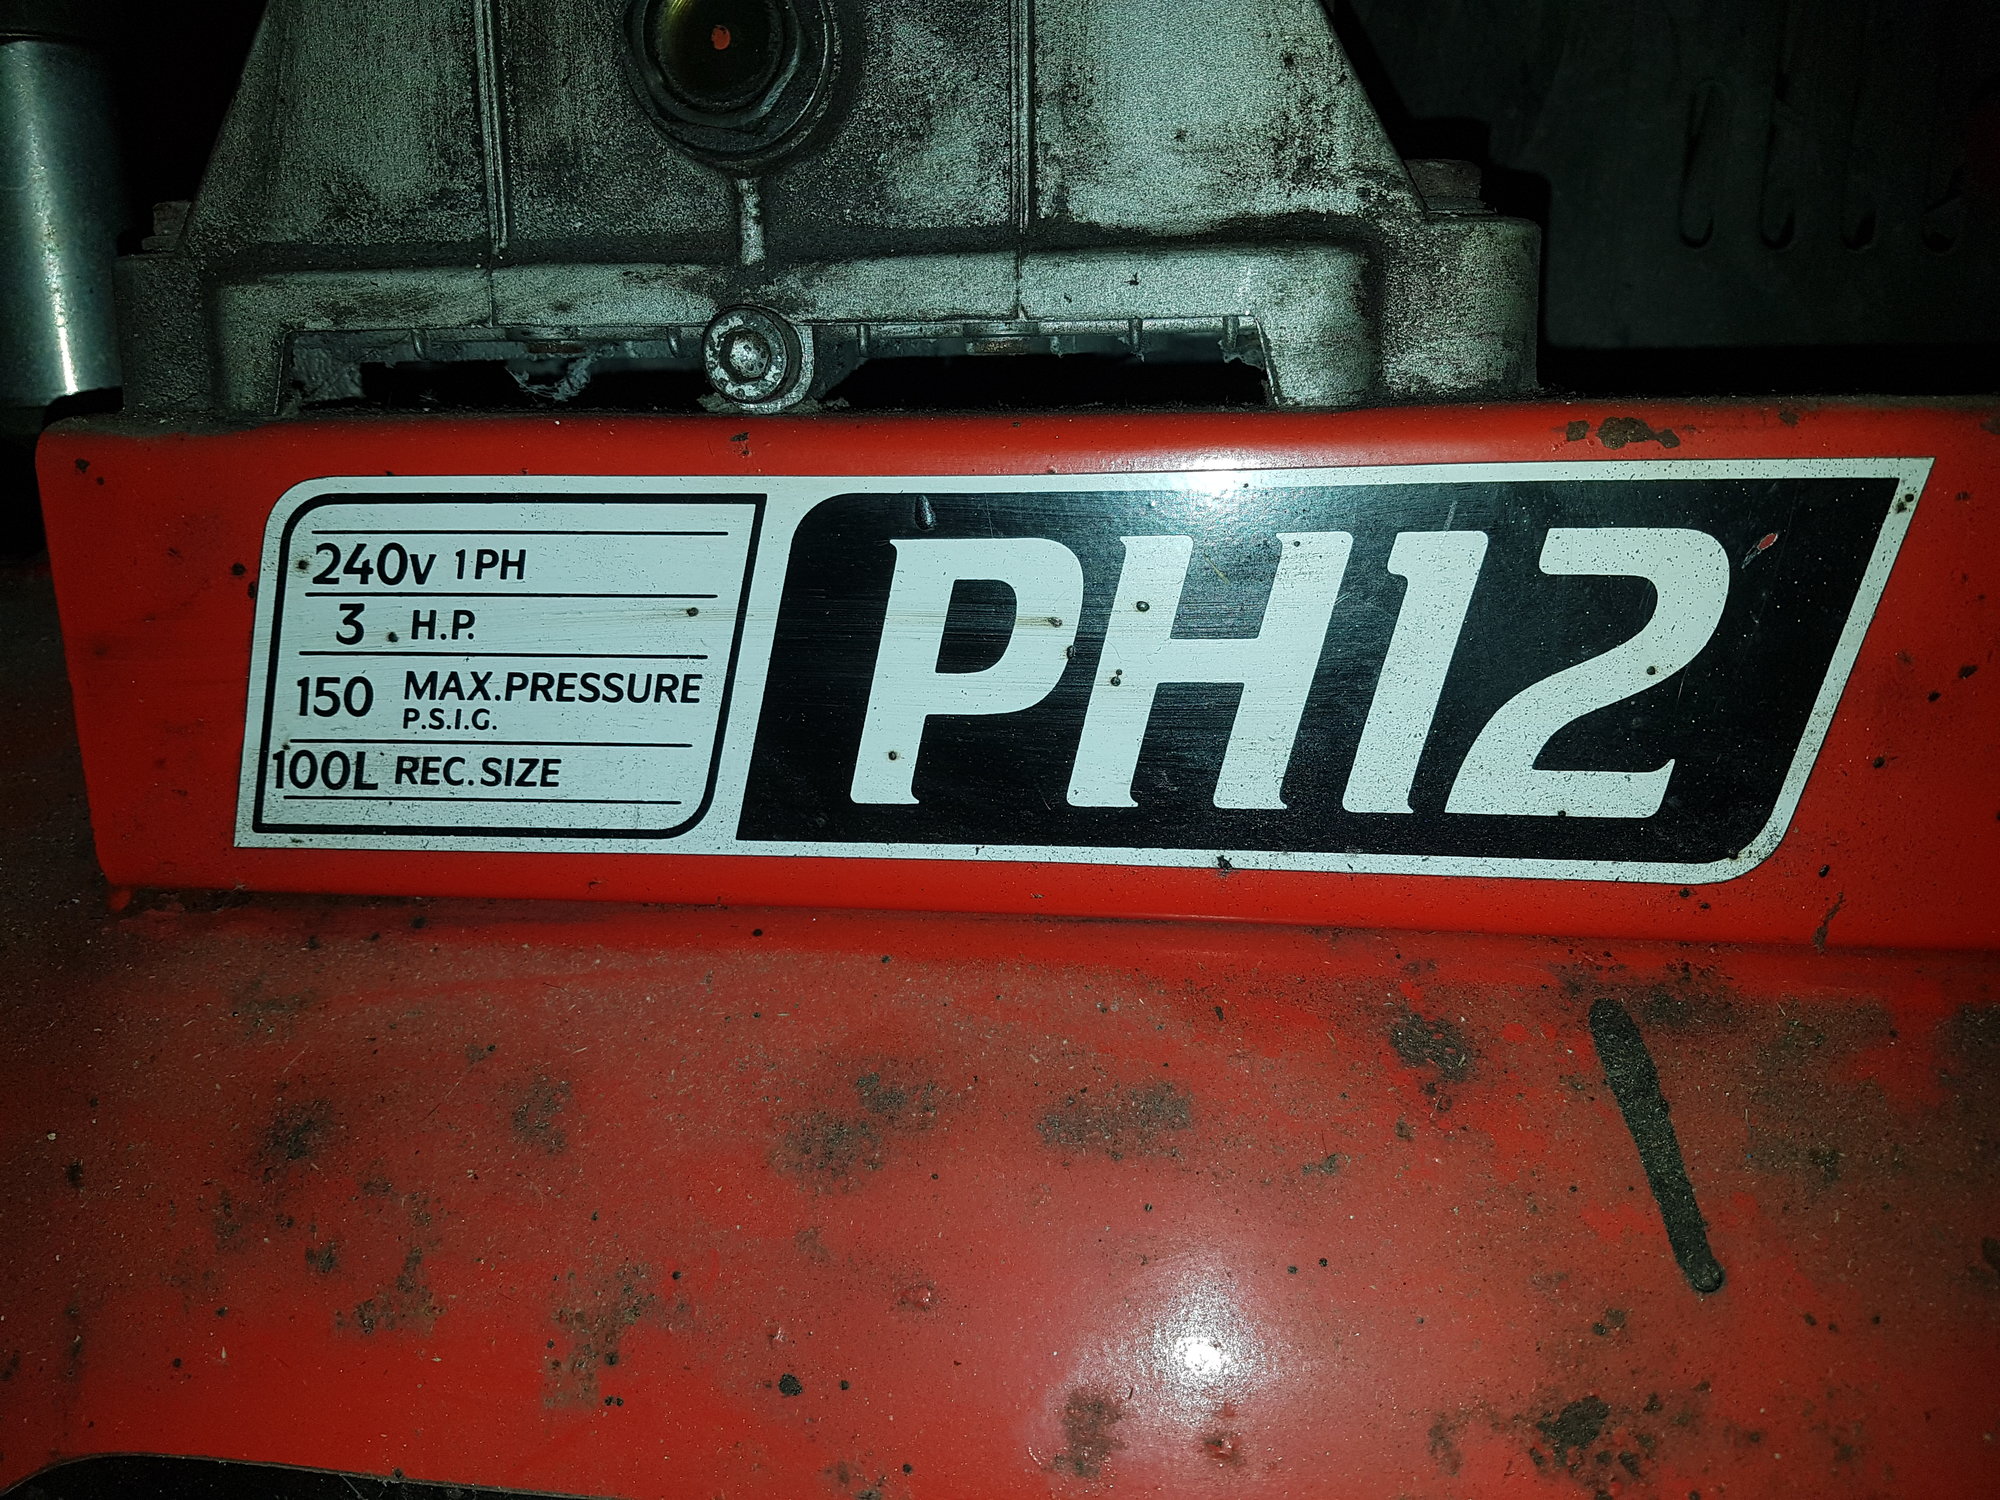 240v 1PH
3 H.P.
150 MAX.PRESSURE
P.S.I.G.
100L REC. SIZE
PH12